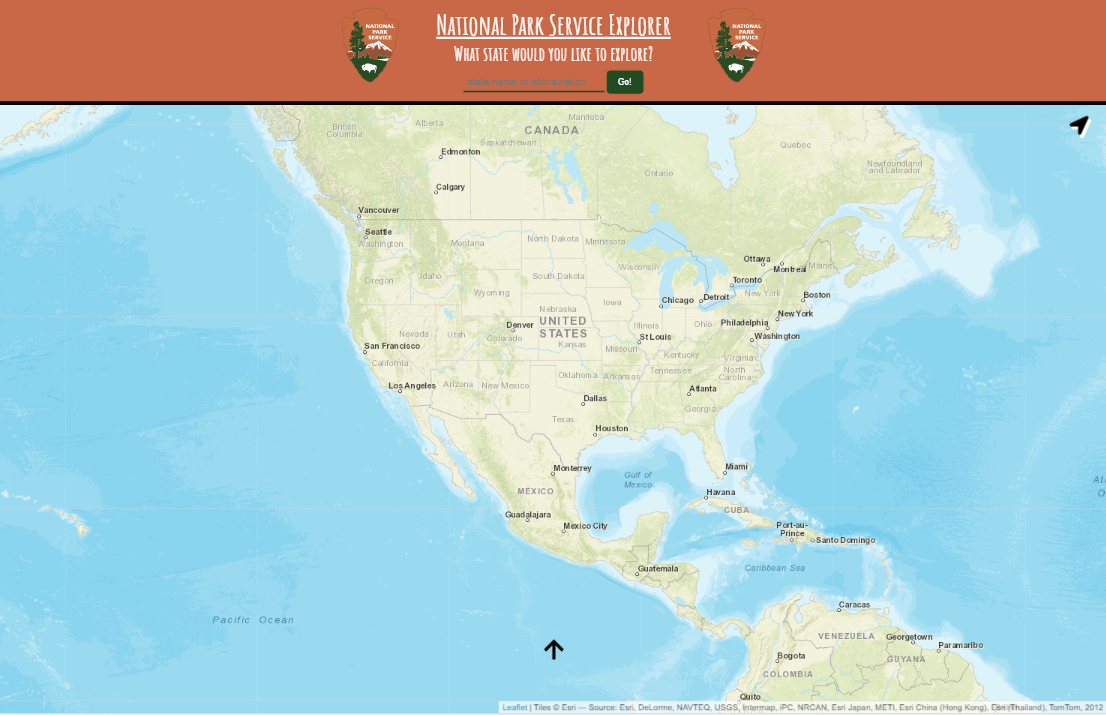 NATIONAL
PARK
SERVICE
National Park Service Explorer
What state would you like to explore?
state name or abbreviation
Go!
NATIONAL
PARK
SERVICE
British
Columbia
Alberta
Manitoba
CANADA
Saskatchewan
Quebec
Edmonton
Newfoundland
and Labrador
Ontario
Calgary
Vancouver
Seattle
Washington
Montana
North Dakota
Minnesota
Ottawa
Montreal
Maine
Wisconsin
Oregon
Idaho
South Dakota
Toronto
Wyoming
New York
Boston
Chicago
Detroit
Iowa
Nebraska
New York
Denver
UNITED
STATES
Illinois
Ohio
Philadelphia
Nevada
Utah
Colorado
Kansas
St Louis
Washington
San Francisco
Missouri
Kentucky
Virginia
California
Tennessee
North
Carolina
Los Angeles
Arizona
New Mexico
Oklahoma
Arkansas
Atlanta
Dallas
Georgia
Texas
Houston
Monterrey
Miami
Gulf of
Mexico
MÉXICO
Havana
CUBA
Guadalajara
Mexico City
Port-au-
Prince
Santo Domingo
Guatemala
Caribbean Sea
Caracas
Pacific Ocean
VENEZUELA
Georgetown
Paramaribo
Bogota
GUYANA
COLOMBIA
Quito
Leaflet | Tiles © Esri — Source: Esri, DeLorme, NAVTEQ, USGS, Intermap, iPC, NRCAN, Esri Japan, METI, Esri China (Hong Kong), Esri (Thailand), TomTom, 2012